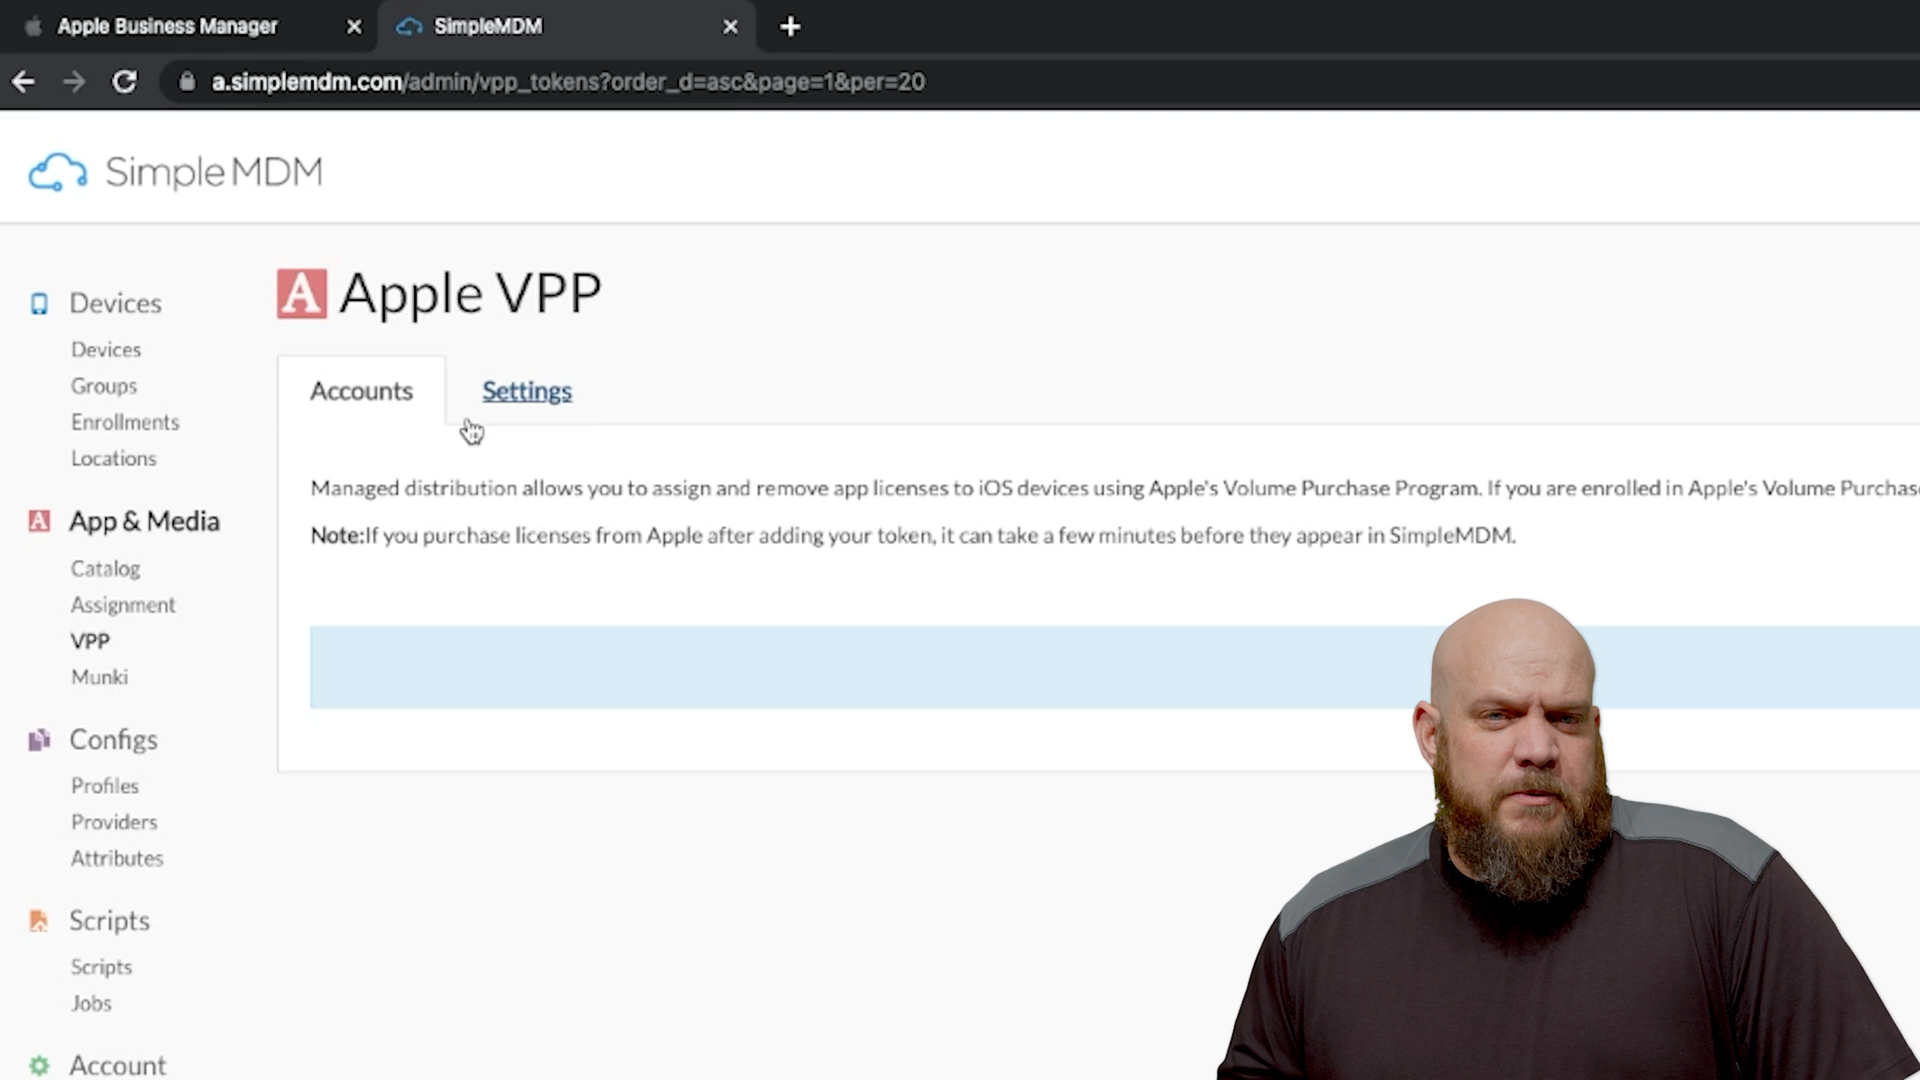 Apple Business Manager
SimpleMDM
a.simplemdm.com/admin/vpp_tokens?order_d=asc&page=1&per=20
SimpleMDM
Devices
Devices
Groups
Enrollments
Locations
App & Media
Catalog
Assignment
VPP
Munki
Configs
Profiles
Providers
Attributes
Scripts
Scripts
Jobs
Account
A Apple VPP
Accounts Settings
Managed distribution allows you to assign and remove app licenses to iOS devices using Apple's Volume Purchase Program. If you are enrolled in Apple's Volume Purchas
Note:If you purchase licenses from Apple after adding your token, it can take a few minutes before they appear in SimpleMDM.